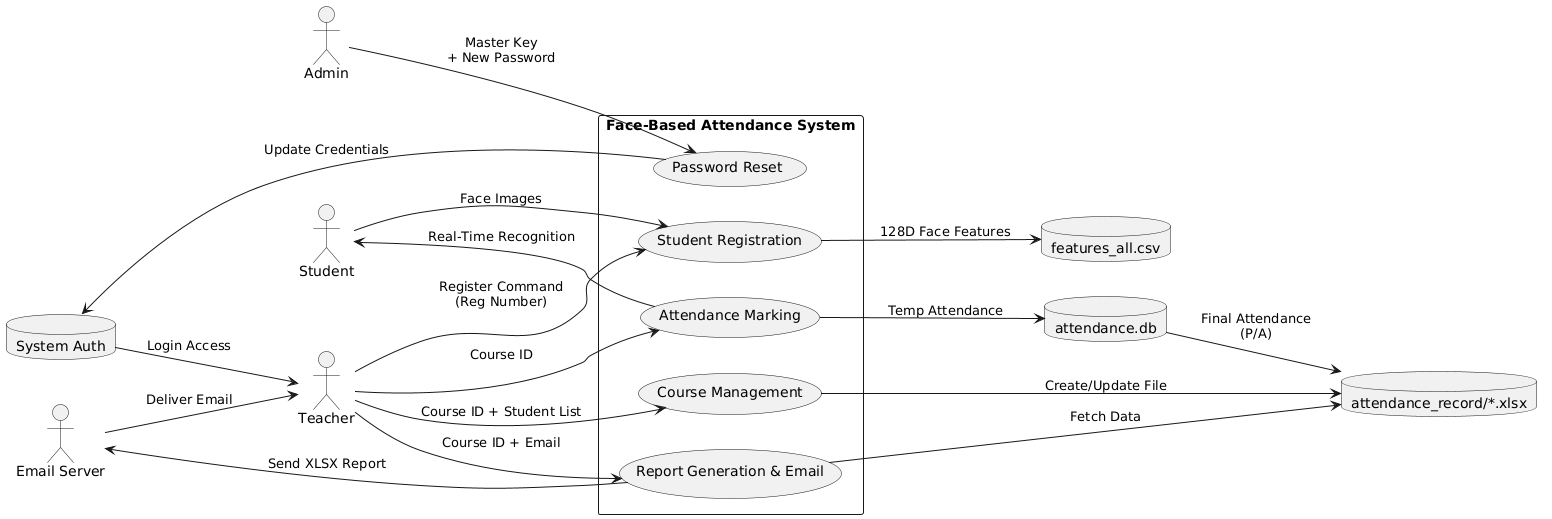 Admin
Master Key
+ New Password
Face-Based Attendance System
Update Credentials
Password Reset
Student
Face Images
Real-Time Recognition
Student Registration
128D Face Features
features_all.csv
Register Command
(Reg Number)
Attendance Marking
Temp Attendance
attendance.db
Final Attendance
(P/A)
System Auth
Login Access
Course ID
Teacher
Deliver Email
Course ID + Student List
Course Management
Create/Update File
attendance_record/*.xlsx
Fetch Data
Email Server
Course ID + Email
Send XLSX Report
Report Generation & Email